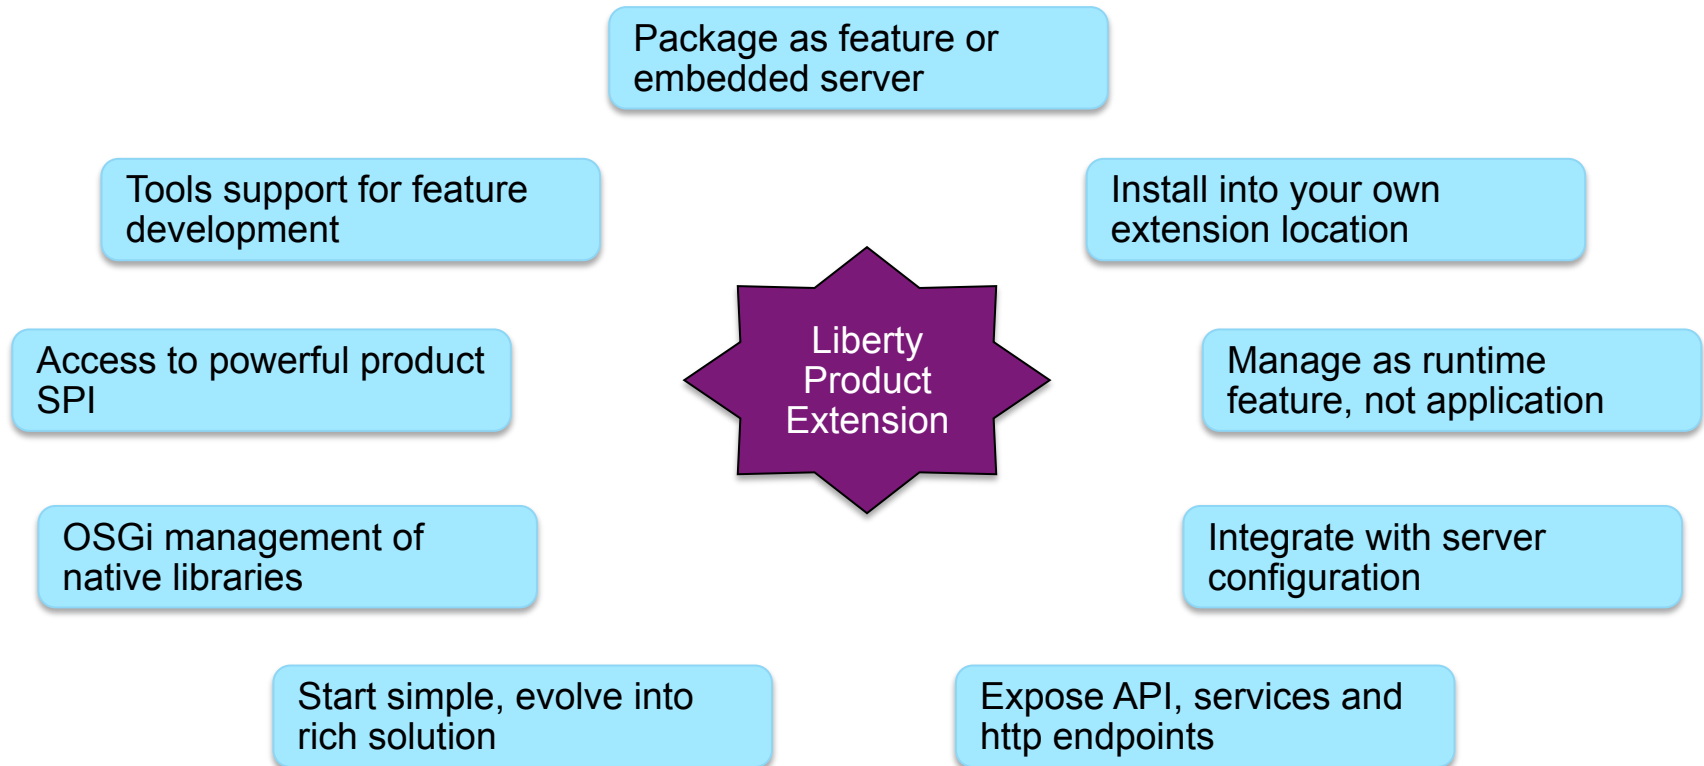 Package as feature or
embedded server
Tools support for feature
development
Install into your own
extension location
Liberty
Product
Extension
Access to powerful product
SPI
Manage as runtime
feature, not application
OSGi management of
native libraries
Integrate with server
configuration
Start simple, evolve into
rich solution
Expose API, services and
http endpoints